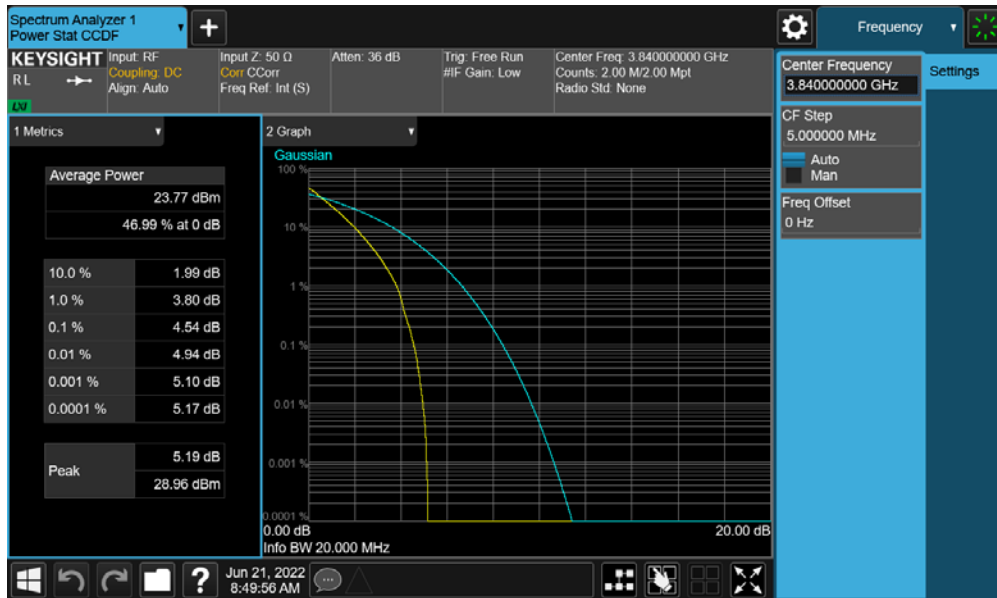 Spectrum Analyzer 1
Power Stat CCDF
+
Frequency
KEYSIGHT
R L
LXI
Input: RF
Coupling: DC
Align: Auto
Input Z: 50 Ω
Corr CCorr
Freq Ref: Int (S)
Atten: 36 dB
Trig: Free Run
#IF Gain: Low
Center Freq: 3.840000000 GHz
Counts: 2.00 M/2.00 Mpt
Radio Std: None
Center Frequency
3.840000000 GHz
Settings
CF Step
5.000000 MHz
Auto
Man
Freq Offset
0 Hz
1 Metrics
Average Power
23.77 dBm
46.99 % at 0 dB
10.0 % 1.99 dB
1.0 % 3.80 dB
0.1 % 4.54 dB
0.01 % 4.94 dB
0.001 % 5.10 dB
0.0001 % 5.17 dB
Peak 5.19 dB
28.96 dBm
2 Graph
Gaussian
100 %
10 %
1 %
0.1 %
0.01 %
0.001 %
0.0001 %
0.00 dB 20.00 dB
Info BW 20.000 MHz
?
Jun 21, 2022
8:49:56 AM